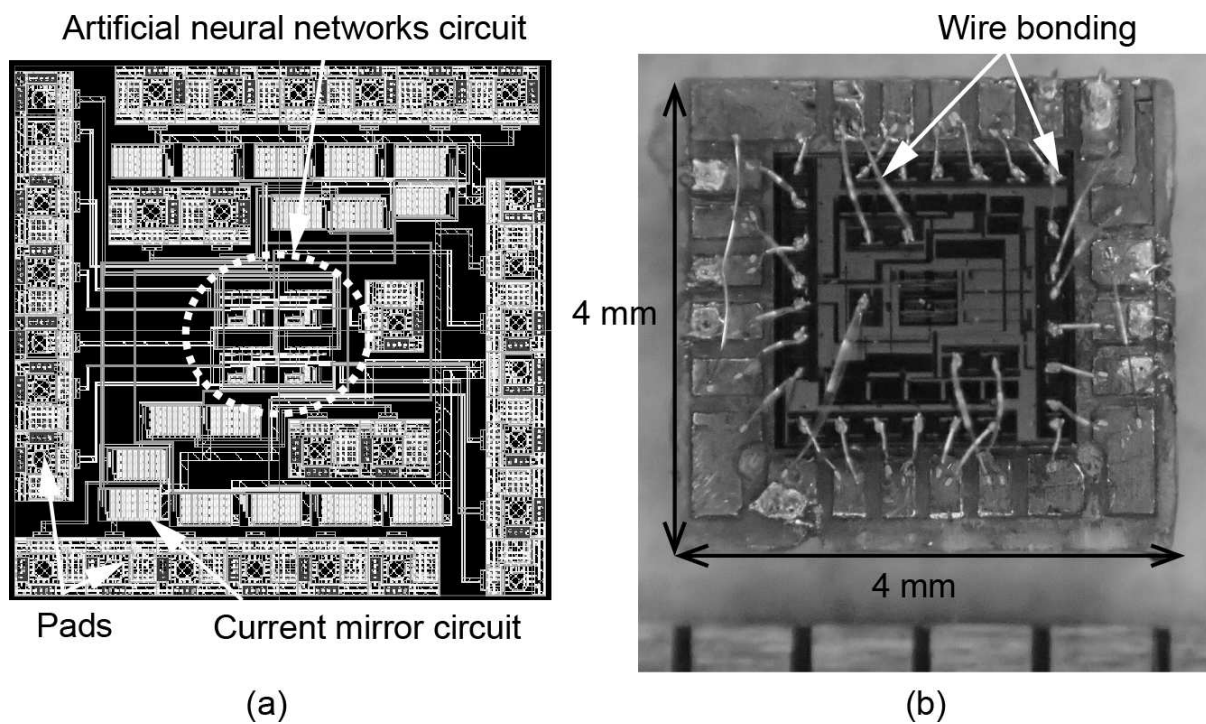 Artificial neural networks circuit
Wire bonding
4 mm
4 mm
Pads
Current mirror circuit
(a)
(b)